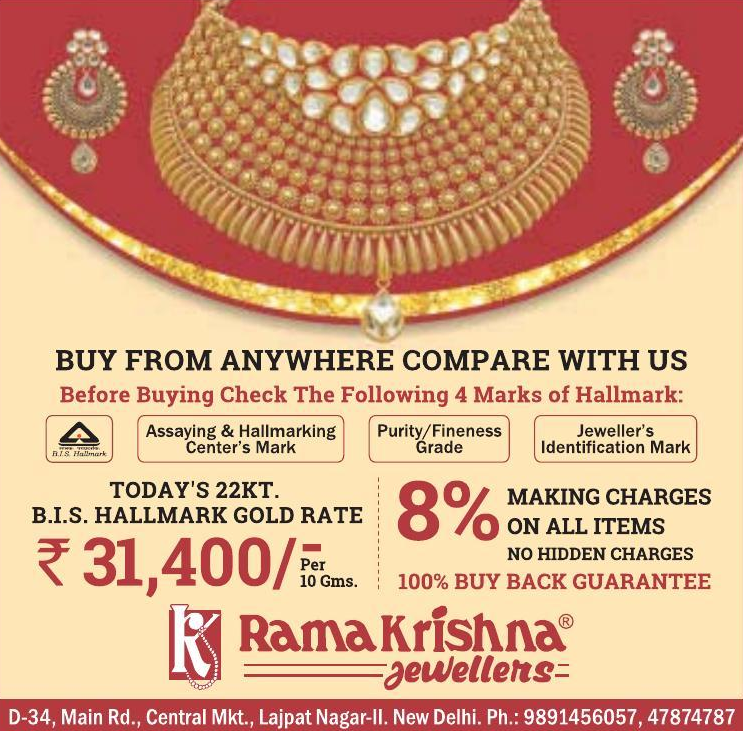 BUY FROM ANYWHERE COMPARE WITH US
Before Buying Check The Following 4 Marks of Hallmark:
B.I.S. Hallmark
Assaying & Hallmarking
Center's Mark
Purity/Fineness
Grade
Jeweller's
Identification Mark
TODAY'S 22KT.
B.I.S. HALLMARK GOLD RATE
₹ 31,400/-
Per
10 Gms.
8%
MAKING CHARGES
ON ALL ITEMS
NO HIDDEN CHARGES
100% BUY BACK GUARANTEE
RK
RamaKrishna®
Jewellers
D-34, Main Rd., Central Mkt., Lajpat Nagar-II. New Delhi. Ph.: 9891456057, 47874787